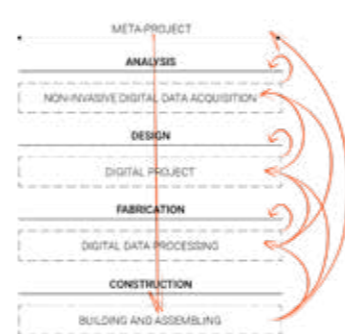 META-PROJECT
ANALYSIS
NON-INVASIVE DIGITAL DATA ACQUISITION
DESIGN
DIGITAL PROJECT
FABRICATION
DIGITAL DATA PROCESSING
CONSTRUCTION
BUILDING AND ASSEMBLING